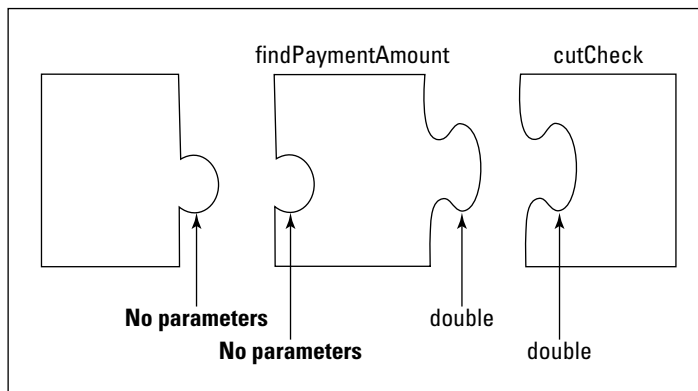 findPaymentAmount
cutCheck
No parameters
No parameters
double
double